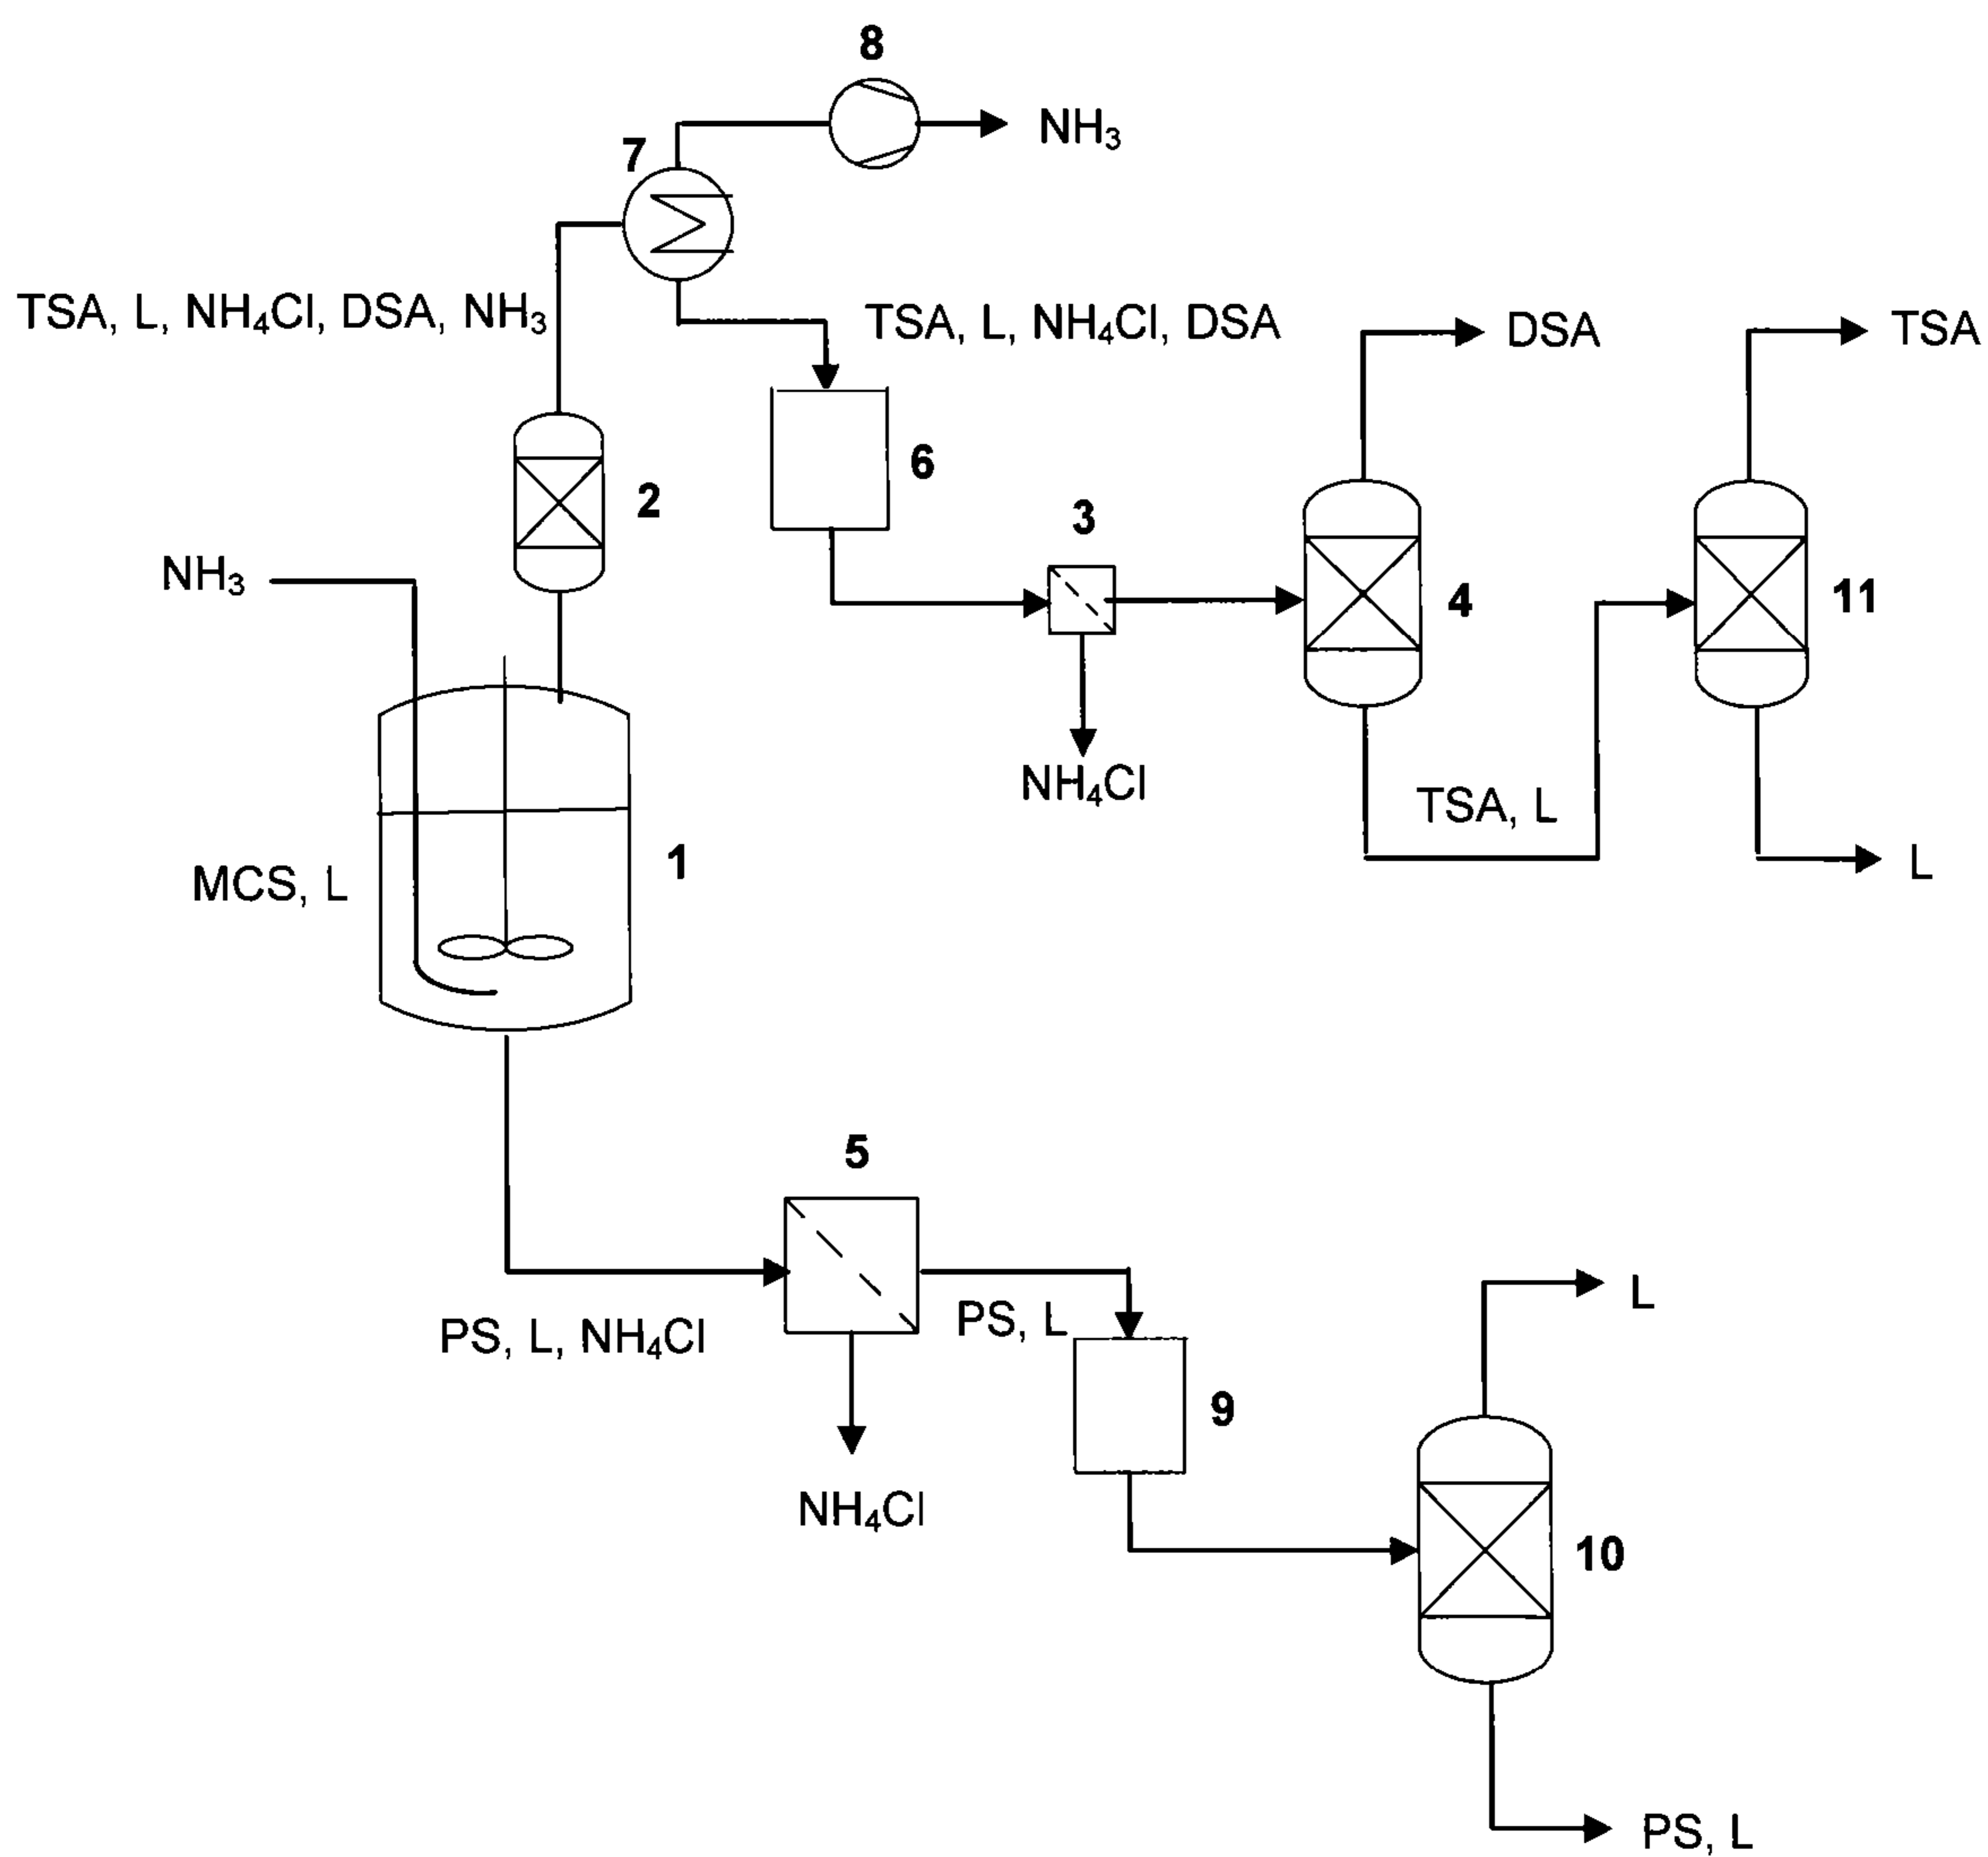 8
NH₃
7
TSA, L, NH₄Cl, DSA, NH₃
TSA, L, NH₄Cl, DSA
DSA
TSA
6
2
3
NH₃
4
11
NH₄Cl
TSA, L
1
MCS, L
L
5
PS, L
L
PS, L, NH₄Cl
9
NH₄Cl
10
PS, L